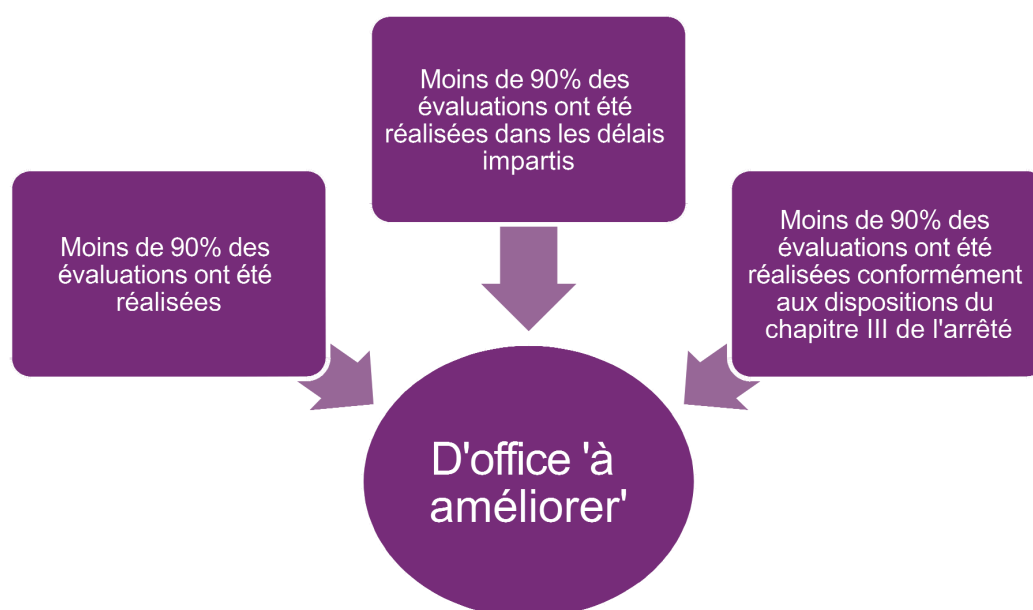 Moins de 90% des
évaluations ont été
réalisées
Moins de 90% des
évaluations ont été
réalisées dans les délais
impartis
Moins de 90% des
évaluations ont été
réalisées conformément
aux dispositions du
chapitre III de l'arrêté
D'office 'à
améliorer'